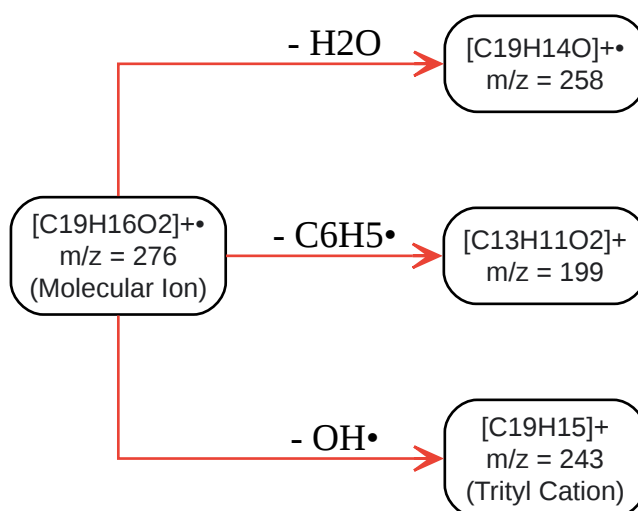 - H2O
[C19H14O]+•
m/z = 258
[C19H16O2]+•
m/z = 276
(Molecular Ion)
- C6H5•
[C13H11O2]+
m/z = 199
- OH•
[C19H15]+
m/z = 243
(Trityl Cation)